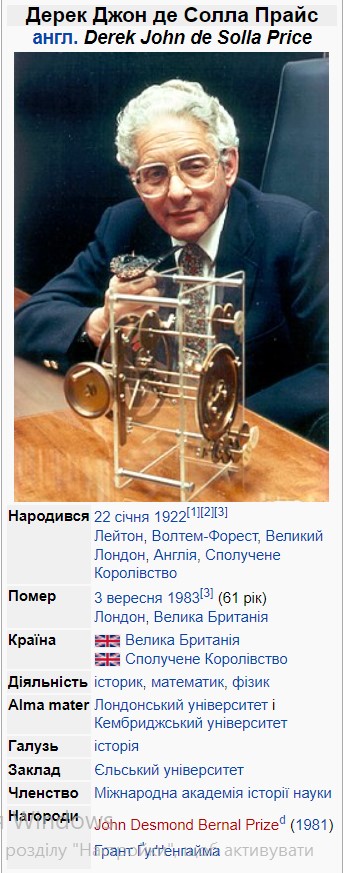 Дерек Джон де Солла Прайс
англ. Derek John de Solla Price
Народився 22 січня 1922[1][2][3]
Лейтон, Волтем-Форест, Великий
Лондон, Англія, Сполучене
Королівство
Помер 3 вересня 1983[3] (61 рік)
Лондон, Велика Британія
Країна Велика Британія
Сполучене Королівство
Діяльність історик, математик, фізик
Alma mater Лондонський університет і
Кембриджський університет
Галузь історія
Заклад Єльський університет
Членство Міжнародна академія історії науки
Windows
Нагороди John Desmond Bernal Prize d (1981)
Грант Ґуґґенгайма
розділу "На щоб активувати